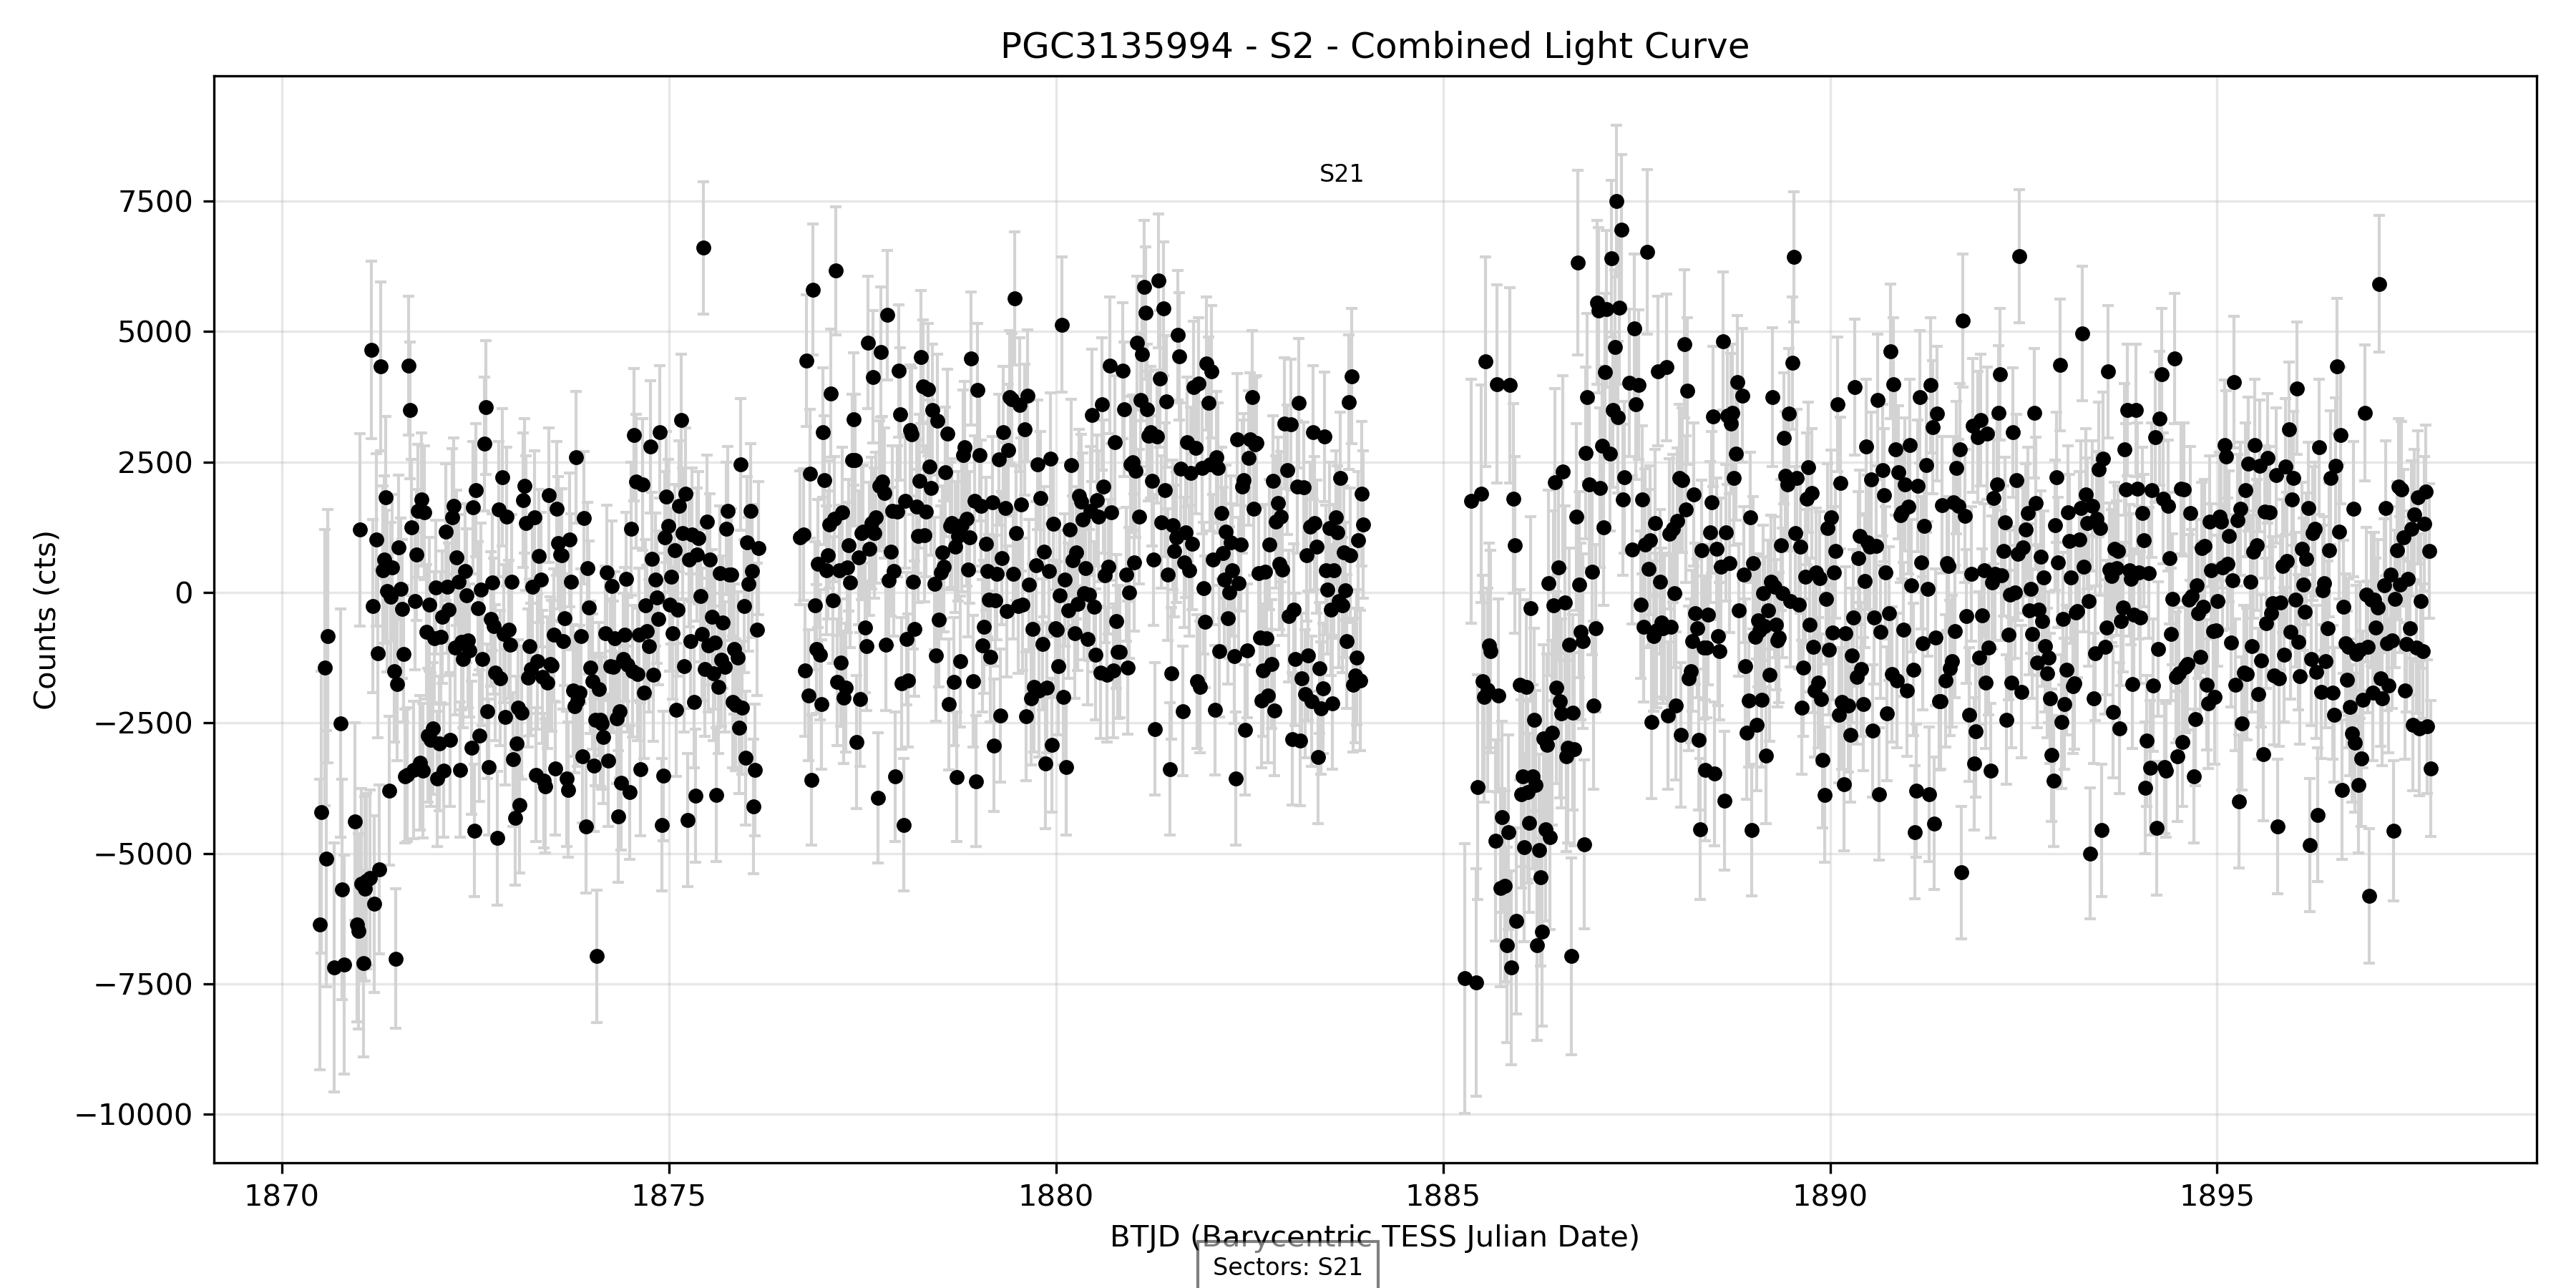 PGC3135994 - S2 - Combined Light Curve
S21
Counts (cts)
7500
5000
2500
0
−2500
−5000
−7500
−10000
1870 1875 1880 1885 1890 1895
BTJD (Barycentric TESS Julian Date)
Sectors: S21